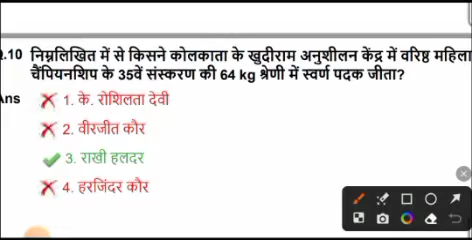 .10 निम्नलिखित में से किसने कोलकाता के खुदीराम अनुशीलन केंद्र में वरिष्ठ महिला
चैंपियनशिप के 35वें संस्करण की 64 kg श्रेणी में स्वर्ण पदक जीता?
Ans 1. के. रोशिलता देवी
2. वीरजीत कौर
3. राखी हलदर
4. हरजिंदर कौर